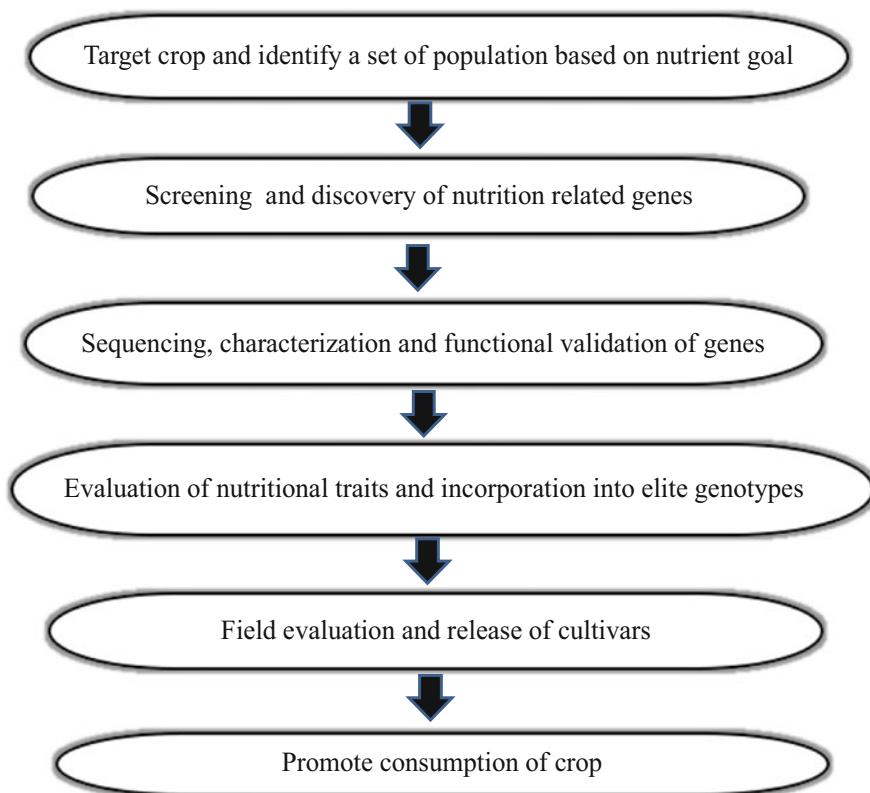 Target crop and identify a set of population based on nutrient goal
Screening and discovery of nutrition related genes
Sequencing, characterization and functional validation of genes
Evaluation of nutritional traits and incorporation into elite genotypes
Field evaluation and release of cultivars
Promote consumption of crop